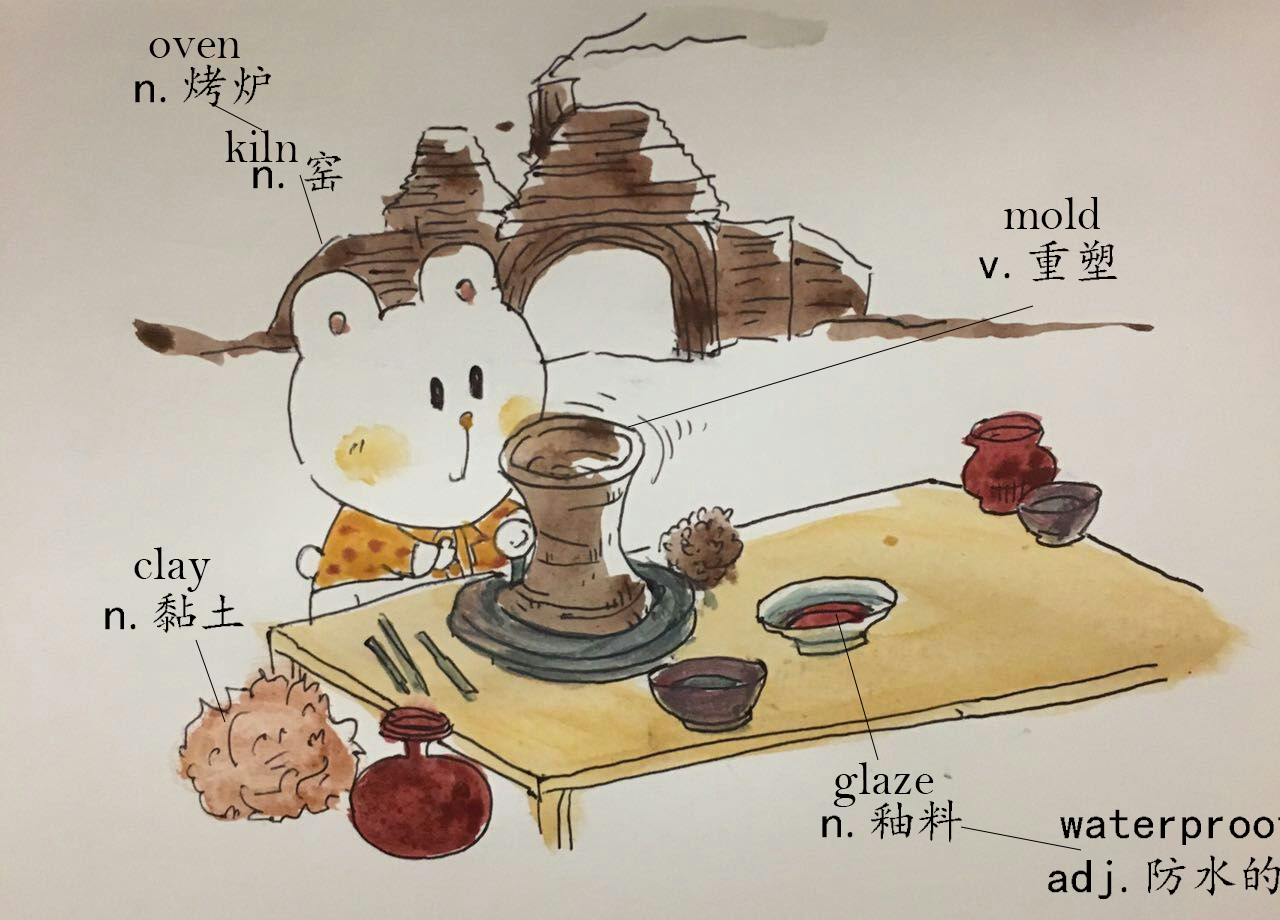 oven
n. 烤炉
kiln
n. 窑
mold
v. 重塑
clay
n. 黏土
glaze
n. 釉料
waterproof
adj. 防水的